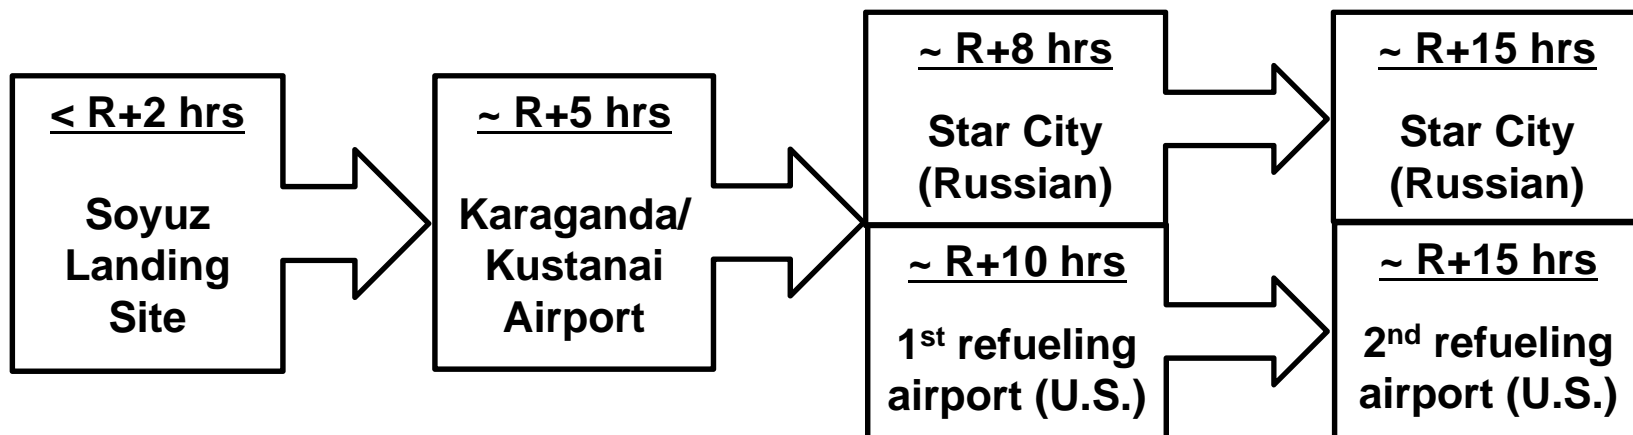 < R+2 hrs
Soyuz
Landing
Site
~ R+5 hrs
Karaganda/
Kustanai
Airport
~ R+8 hrs
Star City
(Russian)
~ R+10 hrs
1st refueling
airport (U.S.)
~ R+15 hrs
Star City
(Russian)
~ R+15 hrs
2nd refueling
airport (U.S.)